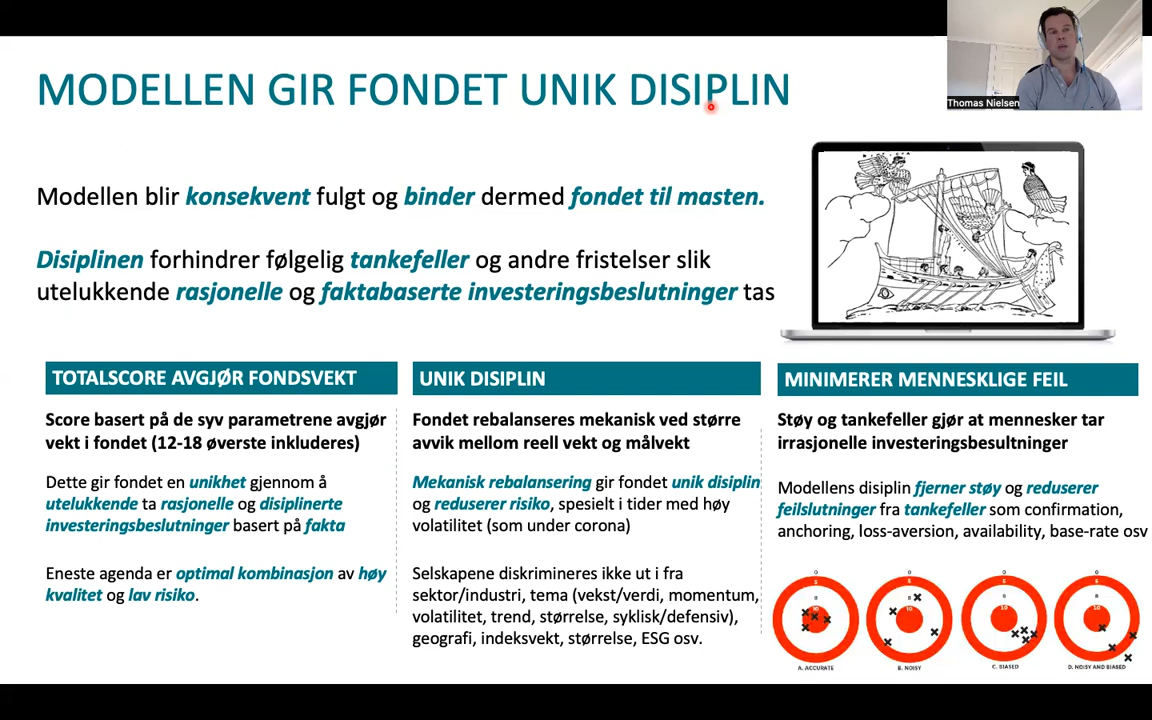 Thomas Nielsen
MODELLEN GIR FONDET UNIK DISIPLIN
Modellen blir konsekvent fulgt og binder dermed fondet til masten.
Disiplinen forhindrer følgelig tankefeller og andre fristelser slik
utelukkende rasjonelle og faktabaserte investeringsbeslutninger tas
TOTALSCORE AVGJØR FONDSVEKT
Score basert på de syv parametrene avgjør
vekt i fondet (12-18 øverste inkluderes)
Dette gir fondet en unikhet gjennom å
utelukkende ta rasjonelle og disiplinerte
investeringsbeslutninger basert på fakta
Eneste agenda er optimal kombinasjon av høy
kvalitet og lav risiko.
UNIK DISIPLIN
Fondet rebalanseres mekanisk ved større
avvik mellom reell vekt og målvekt
Mekanisk rebalansering gir fondet unik disiplin
og reduserer risiko, spesielt i tider med høy
volatilitet (som under corona)
Selskapene diskrimineres ikke ut i fra
sektor/industri, tema (vekst/verdi, momentum,
volatilitet, trend, størrelse, syklisk/defensiv),
geografi, indeksvekt, størrelse, ESG osv.
MINIMERER MENNESKLIGE FEIL
Støy og tankefeller gjør at mennesker tar
irrasjonelle investeringsbesultninger
Modellens disiplin fjerner støy og reduserer
feilslutninger fra tankefeller som confirmation,
anchoring, loss-aversion, availability, base-rate osv
A. ACCURATE
B. NOISY
C. BIASED
D. NOISY AND BIASED